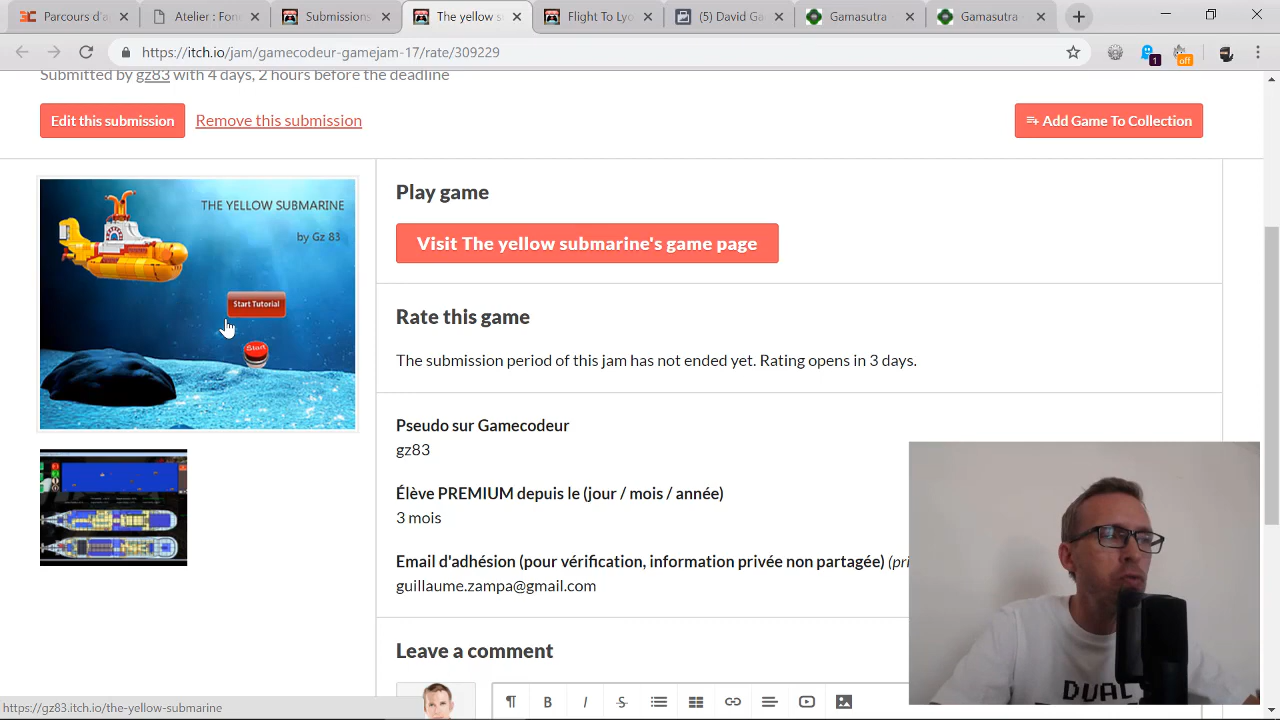 Parcours d'a
Atelier : Fon
Submissions
The yellow s
Flight To Lyo
(5) David Ga
Gamasutra
Gamasutra
https://itch.io/jam/gamecodeur-gamejam-17/rate/309229
1
off
Submitted by gz83 with 4 days, 2 hours before the deadline
Edit this submission
Remove this submission
Add Game To Collection
THE YELLOW SUBMARINE
by Gz 83
Start Tutorial
Start
Play game
Visit The yellow submarine's game page
Rate this game
The submission period of this jam has not ended yet. Rating opens in 3 days.
Pseudo sur Gamecodeur
gz83
Élève PREMIUM depuis le (jour / mois / année)
3 mois
Email d'adhésion (pour vérification, information privée non partagée) (pri
guillaume.zampa@gmail.com
Leave a comment
DUAL
https://gz83.itch.io/the-yellow-submarine